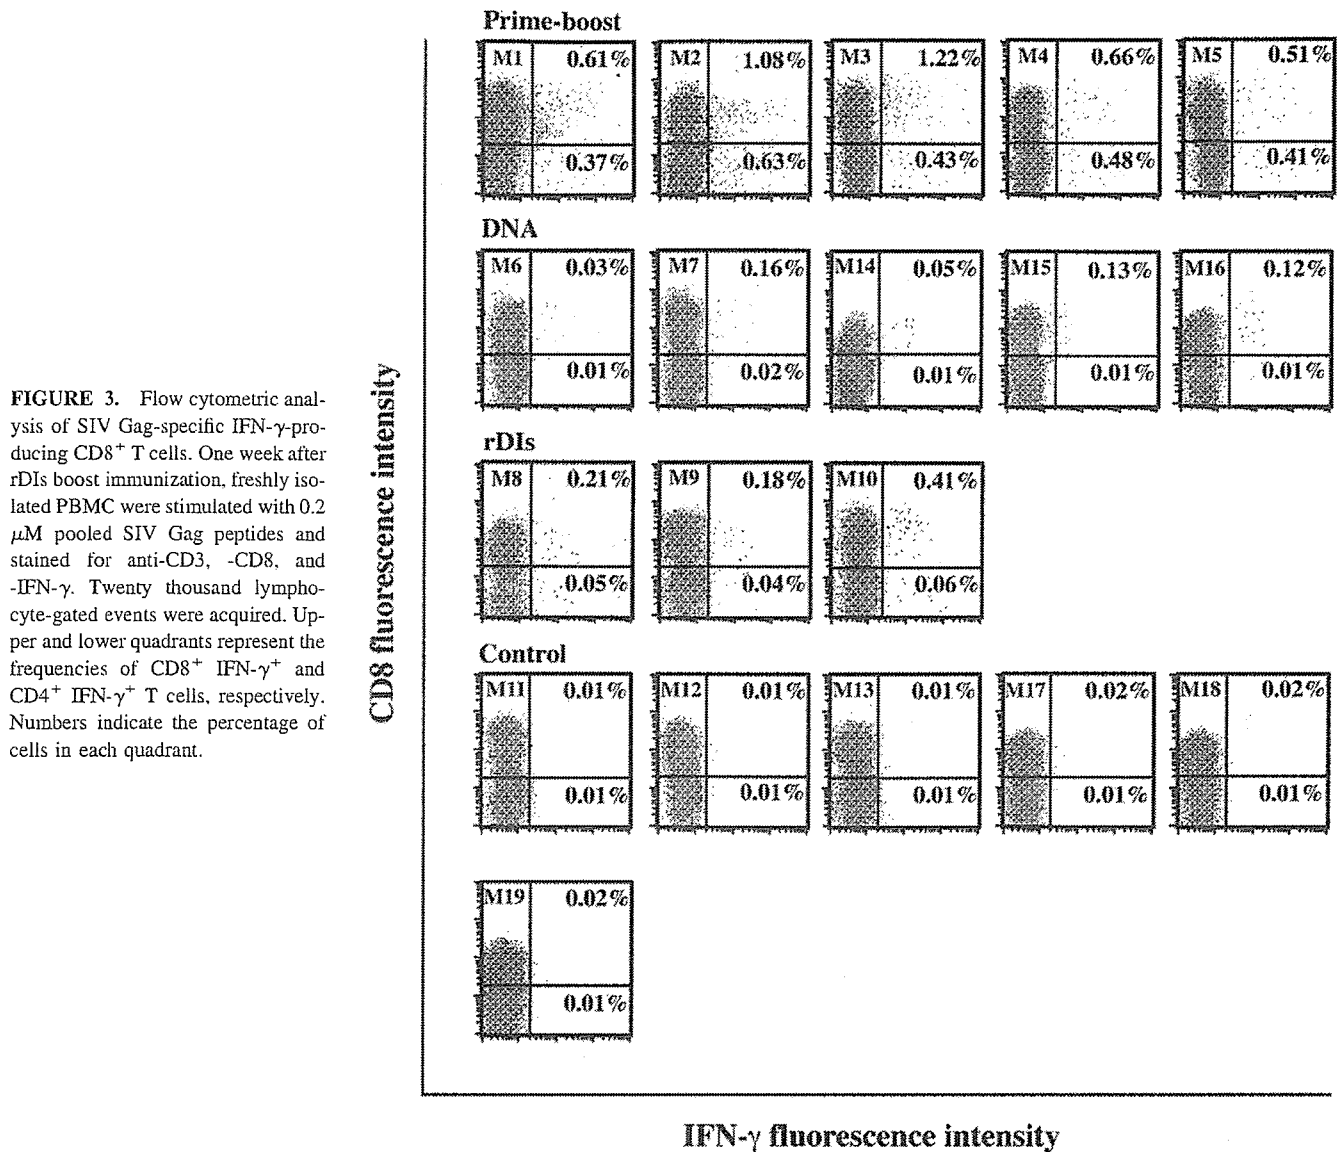 Prime-boost
M1 0.61%
0.37%
M2 1.08%
0.63%
M3 1.22%
0.43%
M4 0.66%
0.48%
M5 0.51%
0.41%
DNA
M6 0.03%
0.01%
M7 0.16%
0.02%
M14 0.05%
0.01%
M15 0.13%
0.01%
M16 0.12%
0.01%
rDIs
M8 0.21%
0.05%
M9 0.18%
0.04%
M10 0.41%
0.06%
Control
M11 0.01%
0.01%
M12 0.01%
0.01%
M13 0.01%
0.01%
M17 0.02%
0.01%
M18 0.02%
0.01%
M19 0.02%
0.01%
CD8 fluorescence intensity
IFN-γ fluorescence intensity
FIGURE 3. Flow cytometric anal-
ysis of SIV Gag-specific IFN-γ-pro-
ducing CD8⁺ T cells. One week after
rDIs boost immunization, freshly iso-
lated PBMC were stimulated with 0.2
μM pooled SIV Gag peptides and
stained for anti-CD3, -CD8, and
-IFN-γ. Twenty thousand lympho-
cyte-gated events were acquired. Up-
per and lower quadrants represent the
frequencies of CD8⁺ IFN-γ⁺ and
CD4⁺ IFN-γ⁺ T cells, respectively.
Numbers indicate the percentage of
cells in each quadrant.